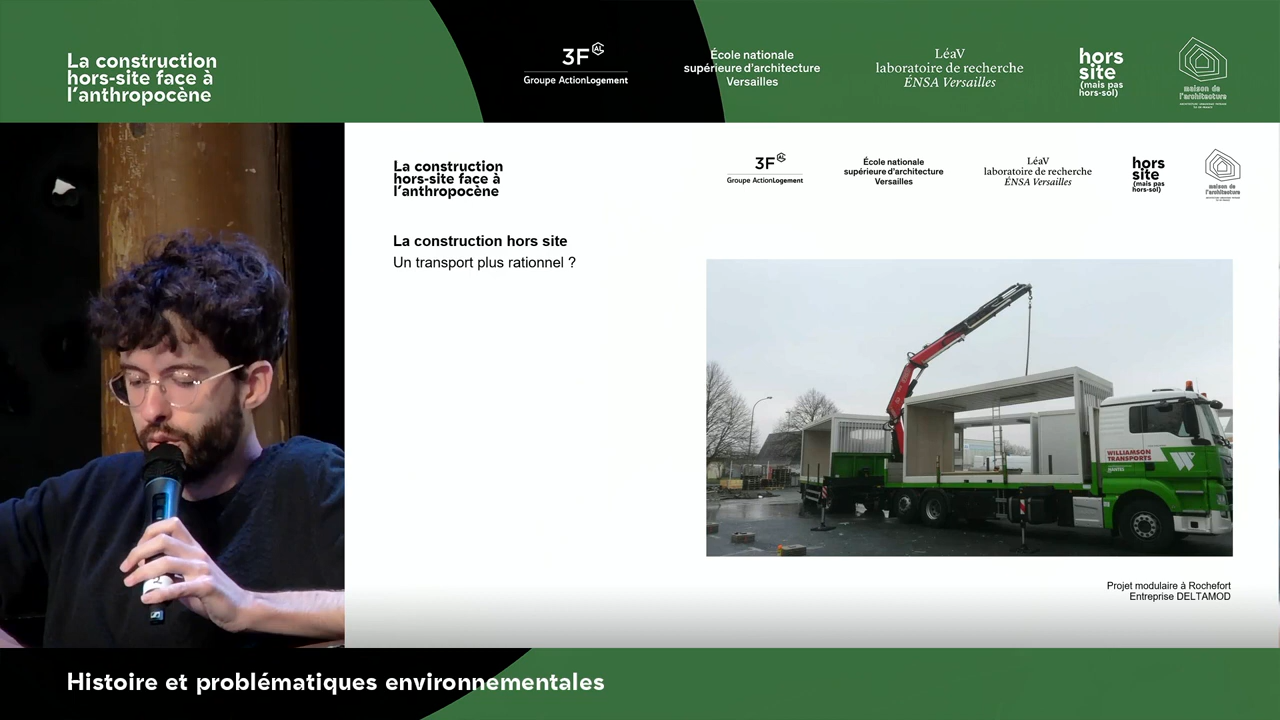 La construction
hors-site face à
l'anthropocène
3F
Groupe ActionLogement
École nationale
supérieure d'architecture
Versailles
LéaV
laboratoire de recherche
ÉNSA Versailles
hors
site
(mais pas
hors-sol)
maison de
l'architecture
La construction
hors-site face à
l'anthropocène
3F
Groupe ActionLogement
École nationale
supérieure d'architecture
Versailles
LéaV
laboratoire de recherche
ÉNSA Versailles
hors
site
(mais pas
hors-sol)
maison de
l'architecture
La construction hors site
Un transport plus rationnel ?
WILLIAMSON
TRANSPORTS
NANTES
Projet modulaire à Rochefort
Entreprise DELTAMOD
Histoire et problématiques environnementales